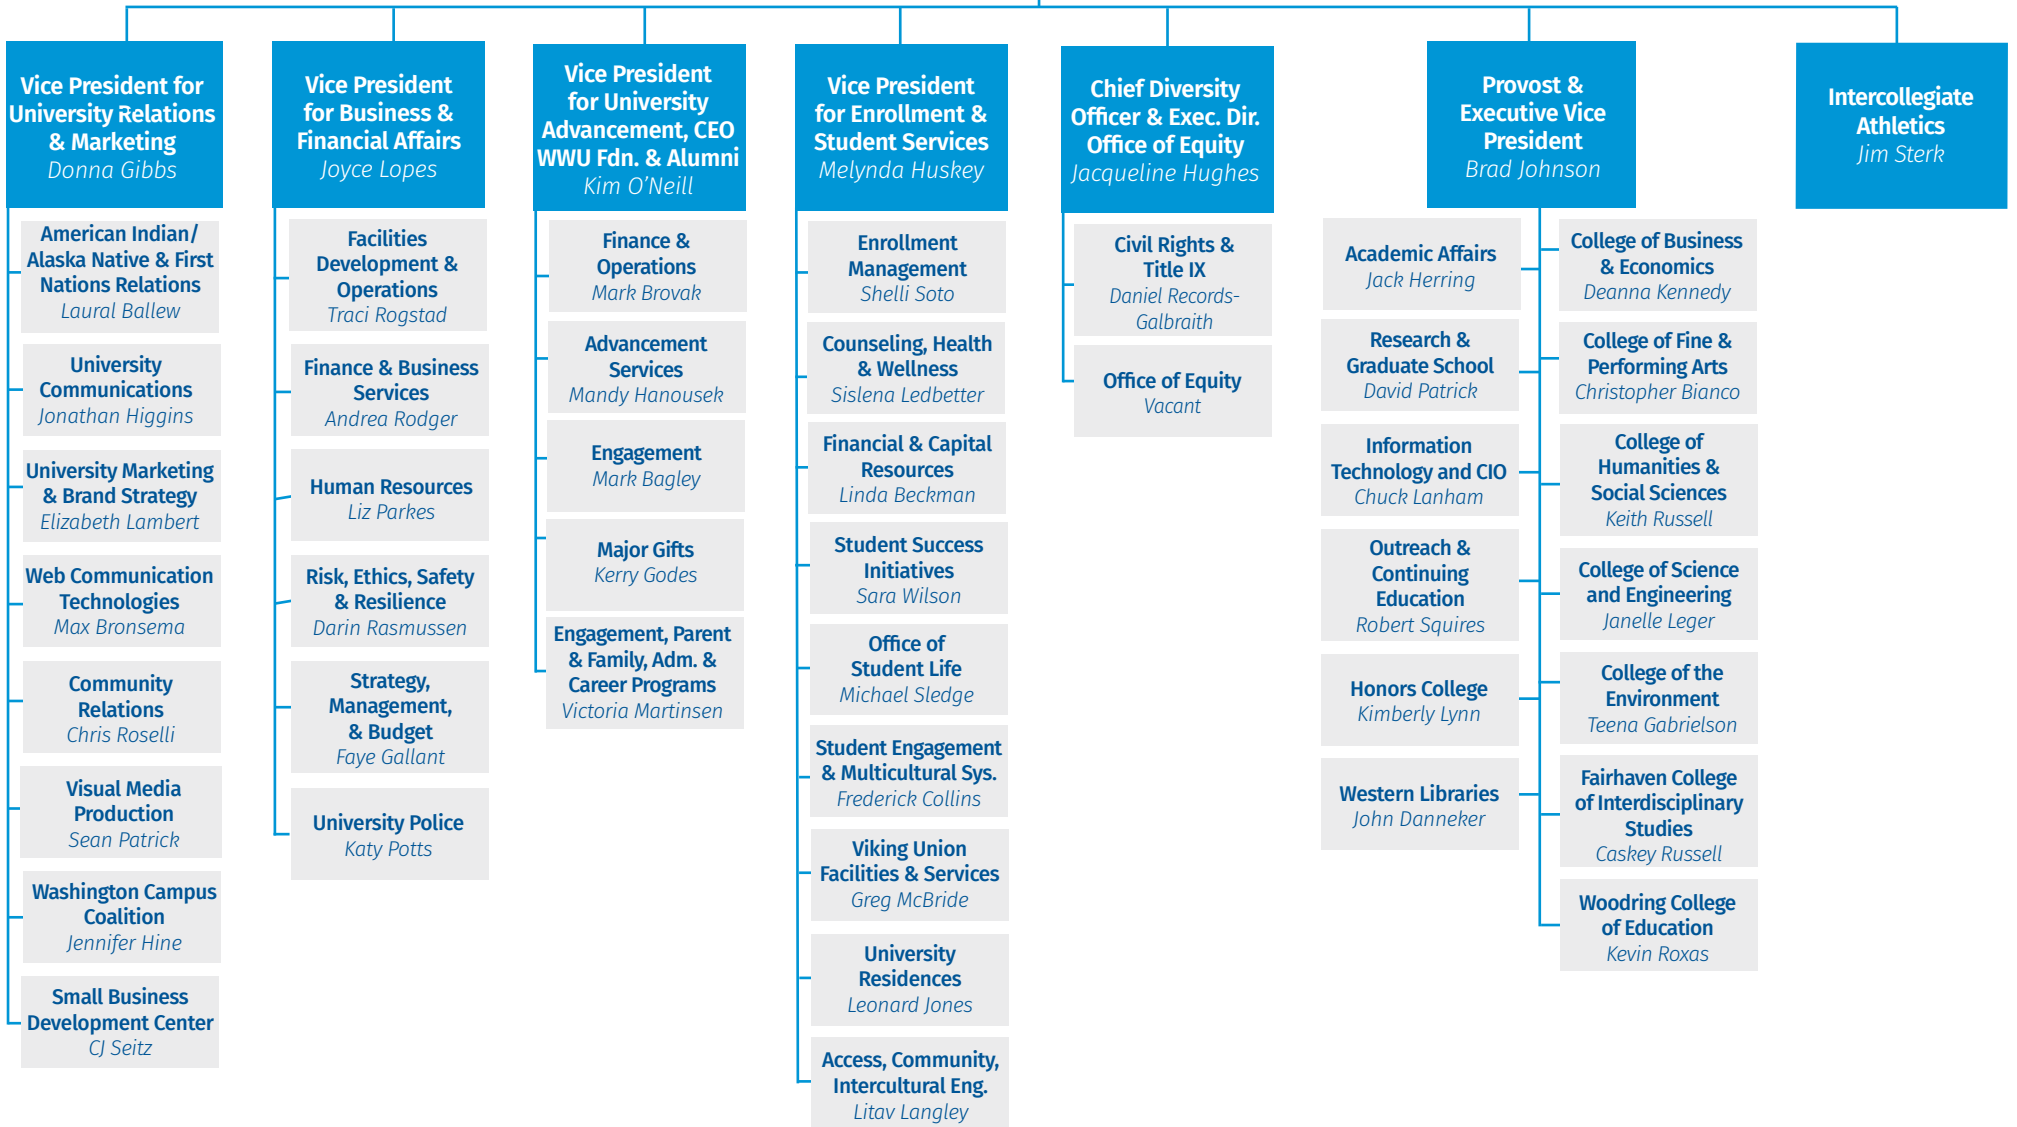 Vice President for
University Relations
& Marketing
Donna Gibbs
American Indian/
Alaska Native & First
Nations Relations
Laural Ballew
University
Communications
Jonathan Higgins
University Marketing
& Brand Strategy
Elizabeth Lambert
Web Communication
Technologies
Max Bronsema
Community
Relations
Chris Roselli
Visual Media
Production
Sean Patrick
Washington Campus
Coalition
Jennifer Hine
Small Business
Development Center
CJ Seitz
Vice President
for Business &
Financial Affairs
Joyce Lopes
Facilities
Development &
Operations
Traci Rogstad
Finance & Business
Services
Andrea Rodger
Human Resources
Liz Parkes
Risk, Ethics, Safety
& Resilience
Darin Rasmussen
Strategy,
Management,
& Budget
Faye Gallant
University Police
Katy Potts
Vice President
for University
Advancement, CEO
WWU Fdn. & Alumni
Kim O'Neill
Finance &
Operations
Mark Brovak
Advancement
Services
Mandy Hanousek
Engagement
Mark Bagley
Major Gifts
Kerry Godes
Engagement, Parent
& Family, Adm. &
Career Programs
Victoria Martinsen
Vice President
for Enrollment &
Student Services
Melynda Huskey
Enrollment
Management
Shelli Soto
Counseling, Health
& Wellness
Sislena Ledbetter
Financial & Capital
Resources
Linda Beckman
Student Success
Initiatives
Sara Wilson
Office of
Student Life
Michael Sledge
Student Engagement
& Multicultural Sys.
Frederick Collins
Viking Union
Facilities & Services
Greg McBride
University
Residences
Leonard Jones
Access, Community,
Intercultural Eng.
Litav Langley
Chief Diversity
Officer & Exec. Dir.
Office of Equity
Jacqueline Hughes
Civil Rights &
Title IX
Daniel Records-
Galbraith
Office of Equity
Vacant
Provost &
Executive Vice
President
Brad Johnson
Academic Affairs
Jack Herring
Research &
Graduate School
David Patrick
Information
Technology and CIO
Chuck Lanham
Outreach &
Continuing
Education
Robert Squires
Honors College
Kimberly Lynn
Western Libraries
John Danneker
College of Business
& Economics
Deanna Kennedy
College of Fine &
Performing Arts
Christopher Bianco
College of
Humanities &
Social Sciences
Keith Russell
College of Science
and Engineering
Janelle Leger
College of the
Environment
Teena Gabrielson
Fairhaven College
of Interdisciplinary
Studies
Caskey Russell
Woodring College
of Education
Kevin Roxas
Intercollegiate
Athletics
Jim Sterk